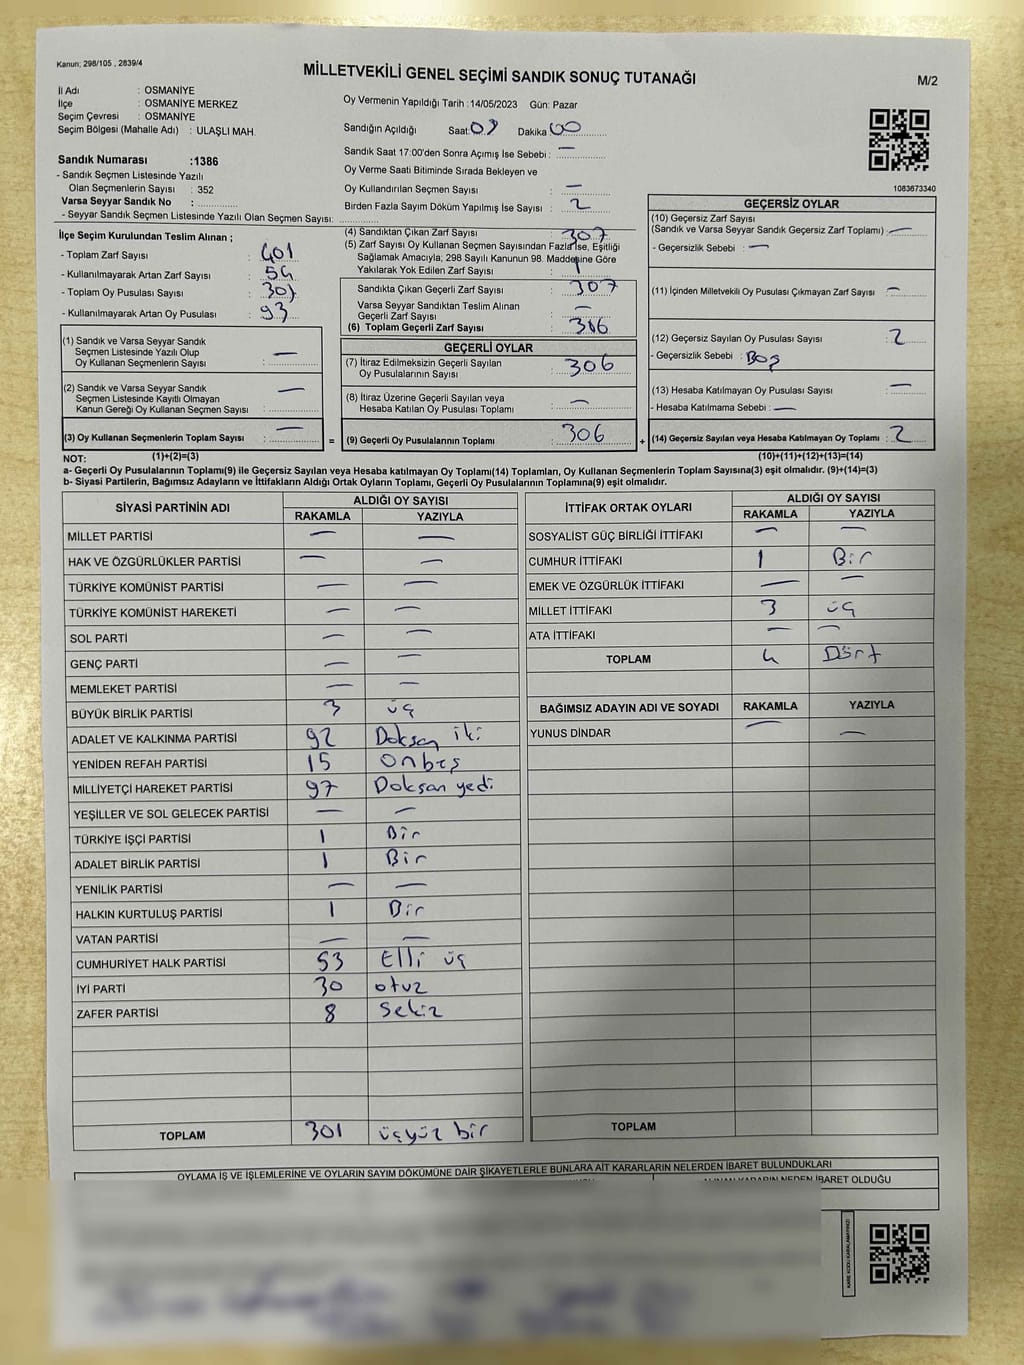 Kanun; 298/105 , 2839/4
MİLLETVEKİLİ GENEL SEÇİMİ SANDIK SONUÇ TUTANAĞI
M/2
İl Adı : OSMANİYE
İlçe : OSMANİYE MERKEZ
Seçim Çevresi : OSMANİYE
Seçim Bölgesi (Mahalle Adı) : ULAŞLI MAH.
Oy Vermenin Yapıldığı Tarih :14/05/2023 Gün: Pazar
Sandığın Açıldığı Saat: Dakika 00
Sandık Saat 17:00'den Sonra Açımış İse Sebebi : —
Oy Verme Saati Bitiminde Sırada Bekleyen ve
Oy Kullandırılan Seçmen Sayısı : —
Birden Fazla Sayım Döküm Yapılmış İse Sayısı : 2
Sandık Numarası :1386
- Sandık Seçmen Listesinde Yazılı
Olan Seçmenlerin Sayısı : 352
Varsa Seyyar Sandık No :
- Seyyar Sandık Seçmen Listesinde Yazılı Olan Seçmen Sayısı:
1083673340
İlçe Seçim Kurulundan Teslim Alınan ;
- Toplam Zarf Sayısı : 401
- Kullanılmayarak Artan Zarf Sayısı : 54
- Toplam Oy Pusulası Sayısı :
- Kullanılmayarak Artan Oy Pusulası : 93
(4) Sandıktan Çıkan Zarf Sayısı : 307
(5) Zarf Sayısı Oy Kullanan Seçmen Sayısından Fazla İse, Eşitliği
Sağlamak Amacıyla; 298 Sayılı Kanunun 98. Maddesine Göre
Yakılarak Yok Edilen Zarf Sayısı : 1
Sandıkta Çıkan Geçerli Zarf Sayısı : 307
Varsa Seyyar Sandıktan Teslim Alınan
Geçerli Zarf Sayısı : —
(6) Toplam Geçerli Zarf Sayısı :
GEÇERSİZ OYLAR
(10) Geçersiz Zarf Sayısı
(Sandık ve Varsa Seyyar Sandık Geçersiz Zarf Toplamı) : —
- Geçersizlik Sebebi : —
(11) İçinden Milletvekili Oy Pusulası Çıkmayan Zarf Sayısı : —
(12) Geçersiz Sayılan Oy Pusulası Sayısı : 2
- Geçersizlik Sebebi : Boş
(13) Hesaba Katılmayan Oy Pusulası Sayısı : —
- Hesaba Katılmama Sebebi : —
(14) Geçersiz Sayılan veya Hesaba Katılmayan Oy Toplamı : 2
(1) Sandık ve Varsa Seyyar Sandık
Seçmen Listesinde Yazılı Olup
Oy Kullanan Seçmenlerin Sayısı : —
(2) Sandık ve Varsa Seyyar Sandık
Seçmen Listesinde Kayıtlı Olmayan
Kanun Gereği Oy Kullanan Seçmen Sayısı : —
(3) Oy Kullanan Seçmenlerin Toplam Sayısı : —
=
GEÇERLİ OYLAR
(7) İtiraz Edilmeksizin Geçerli Sayılan
Oy Pusulalarının Sayısı : 306
(8) İtiraz Üzerine Geçerli Sayılan veya
Hesaba Katılan Oy Pusulası Toplamı : —
(9) Geçerli Oy Pusulalarının Toplamı : 306
+
NOT: (1)+(2)=(3) (10)+(11)+(12)+(13)=(14)
a- Geçerli Oy Pusulalarının Toplamı(9) ile Geçersiz Sayılan veya Hesaba katılmayan Oy Toplamı(14) Toplamları, Oy Kullanan Seçmenlerin Toplam Sayısına(3) eşit olmalıdır. (9)+(14)=(3)
b- Siyasi Partilerin, Bağımsız Adayların ve İttifakların Aldığı Ortak Oyların Toplamı, Geçerli Oy Pusulalarının Toplamına(9) eşit olmalıdır.
SİYASİ PARTİNİN ADI ALDIĞI OY SAYISI
RAKAMLA YAZIYLA
MİLLET PARTİSİ — —
HAK VE ÖZGÜRLÜKLER PARTİSİ — —
TÜRKİYE KOMÜNİST PARTİSİ — —
TÜRKİYE KOMÜNİST HAREKETİ — —
SOL PARTİ — —
GENÇ PARTİ — —
MEMLEKET PARTİSİ — —
BÜYÜK BİRLİK PARTİSİ 3 üç
ADALET VE KALKINMA PARTİSİ 92 Doksan iki
YENİDEN REFAH PARTİSİ 15 onbeş
MİLLİYETÇİ HAREKET PARTİSİ 97 Doksan yedi
YEŞİLLER VE SOL GELECEK PARTİSİ — —
TÜRKİYE İŞÇİ PARTİSİ 1 Bir
ADALET BİRLİK PARTİSİ 1 Bir
YENİLİK PARTİSİ — —
HALKIN KURTULUŞ PARTİSİ 1 Bir
VATAN PARTİSİ — —
CUMHURİYET HALK PARTİSİ 53 Elli üç
İYİ PARTİ 30 otuz
ZAFER PARTİSİ 8 Sekiz
TOPLAM 301 üçyüz bir
İTTİFAK ORTAK OYLARI ALDIĞI OY SAYISI
RAKAMLA YAZIYLA
SOSYALİST GÜÇ BİRLİĞİ İTTİFAKI — —
CUMHUR İTTİFAKI 1 Bir
EMEK VE ÖZGÜRLÜK İTTİFAKI — —
MİLLET İTTİFAKI 3 üç
ATA İTTİFAKI — —
TOPLAM 4 Dört
BAĞIMSIZ ADAYIN ADI VE SOYADI RAKAMLA YAZIYLA
YUNUS DİNDAR — —
TOPLAM
OYLAMA İŞ VE İŞLEMLERİNE VE OYLARIN SAYIM DÖKÜMÜNE DAİR ŞİKAYETLERLE BUNLARA AİT KARARLARIN NELERDEN İBARET BULUNDUKLARI
ALINAN KARARIN NEDEN İBARET OLDUĞU
KARE KODU KARALAMAYINIZ!